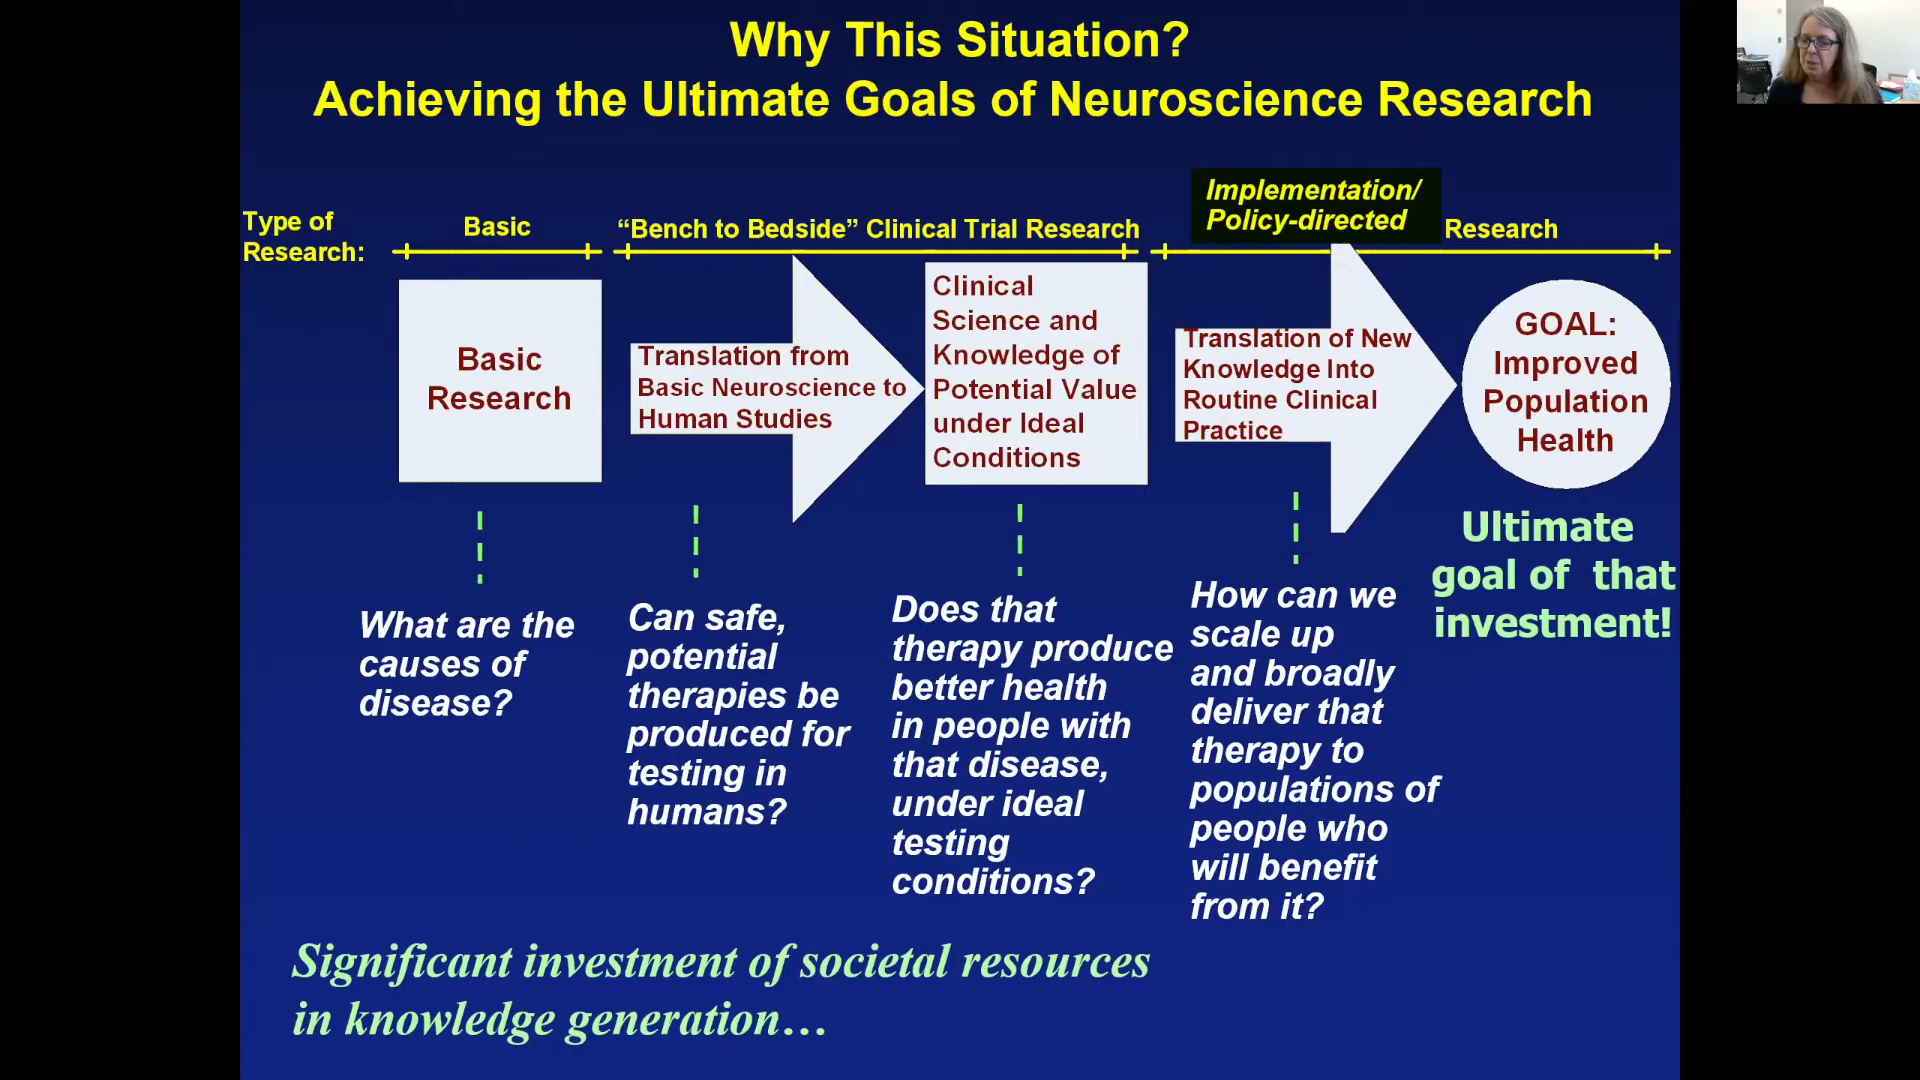 Why This Situation?
Achieving the Ultimate Goals of Neuroscience Research
Type of
Research:
Basic
“Bench to Bedside” Clinical Trial Research
Implementation/
Policy-directed
Research
Basic
Research
Translation from
Basic Neuroscience to
Human Studies
Clinical
Science and
Knowledge of
Potential Value
under Ideal
Conditions
Translation of New
Knowledge Into
Routine Clinical
Practice
GOAL:
Improved
Population
Health
What are the
causes of
disease?
Can safe,
potential
therapies be
produced for
testing in
humans?
Does that
therapy produce
better health
in people with
that disease,
under ideal
testing
conditions?
How can we
scale up
and broadly
deliver that
therapy to
populations of
people who
will benefit
from it?
Ultimate
goal of that
investment!
Significant investment of societal resources
in knowledge generation…